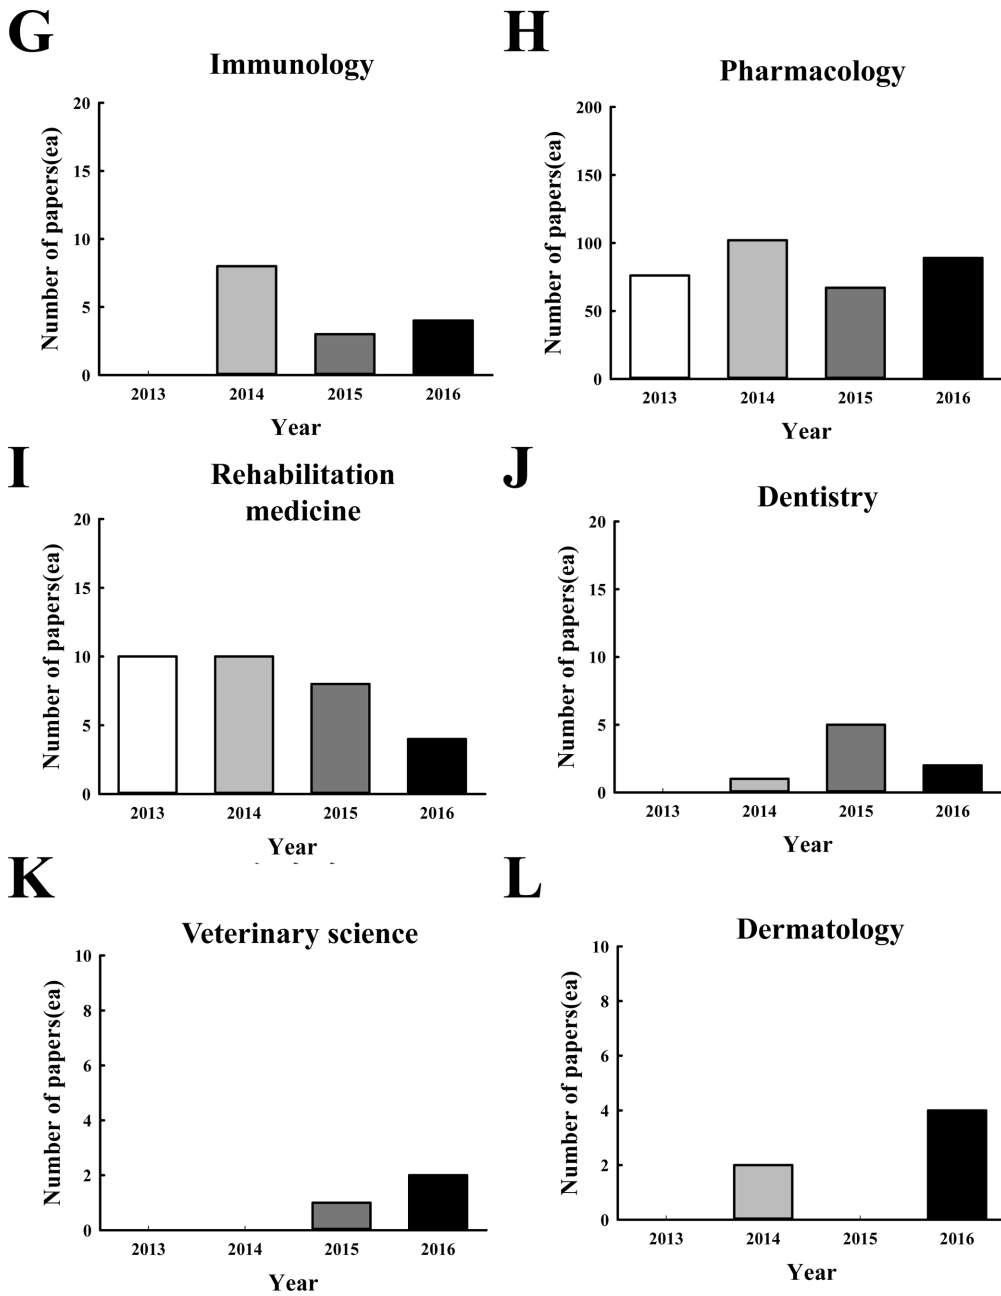 G
Immunology
Number of papers(ea)
20
15
10
5
0
2013 2014 2015 2016
Year
H
Pharmacology
Number of papers(ea)
200
150
100
50
0
2013 2014 2015 2016
Year
I
Rehabilitation
medicine
Number of papers(ea)
20
15
10
5
0
2013 2014 2015 2016
Year
J
Dentistry
Number of papers(ea)
20
15
10
5
0
2013 2014 2015 2016
Year
K
Veterinary science
Number of papers(ea)
10
8
6
4
2
0
2013 2014 2015 2016
Year
L
Dermatology
Number of papers(ea)
10
8
6
4
2
0
2013 2014 2015 2016
Year